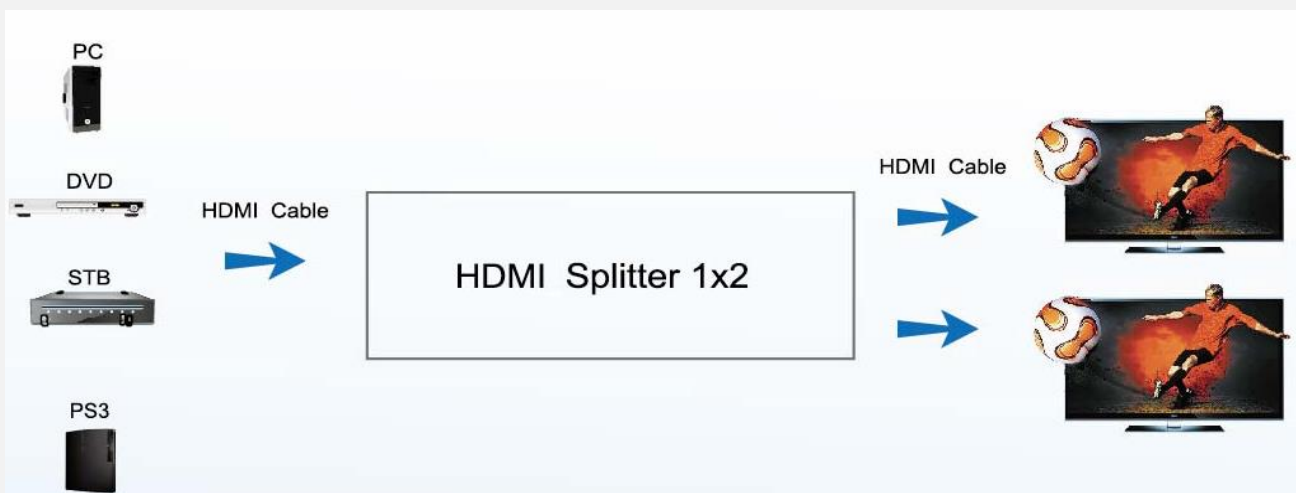 PC
DVD
HDMI Cable
STB
PS3
HDMI Splitter 1x2
HDMI Cable